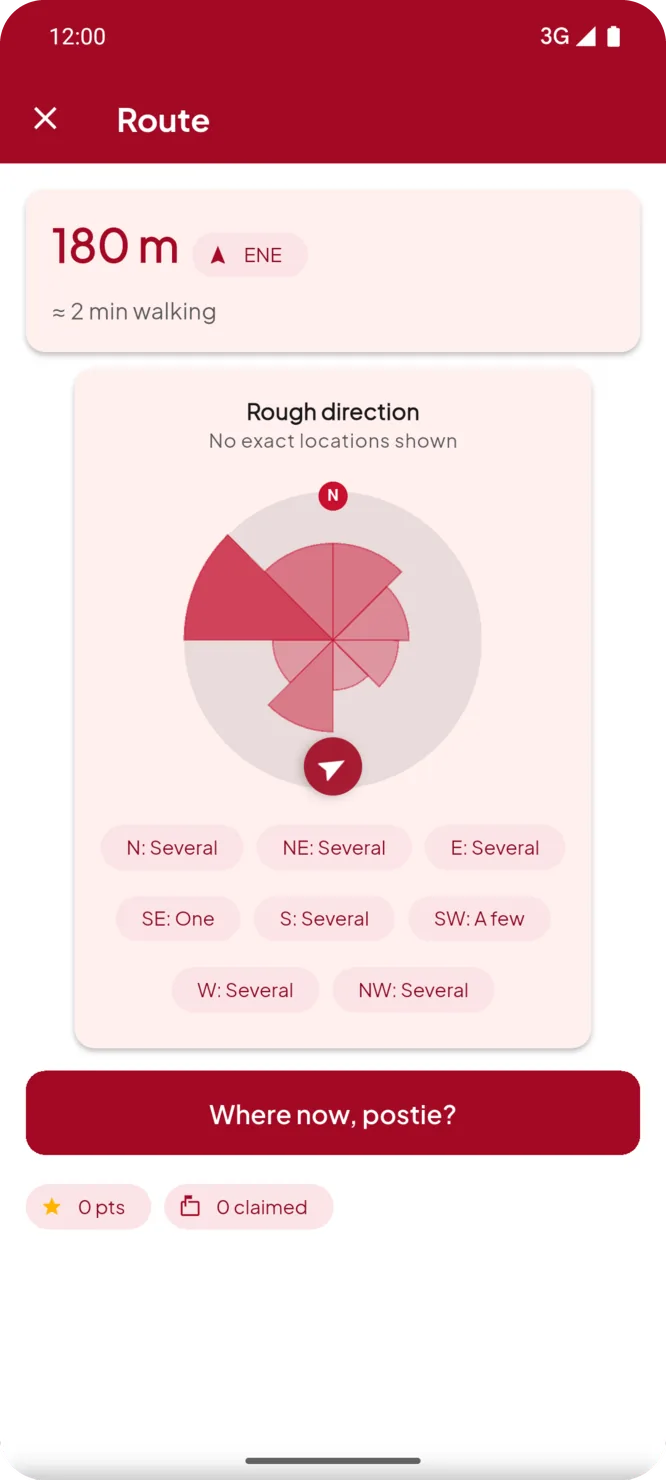 12:00 3G
Route
180 m ENE
≈ 2 min walking
Rough direction
No exact locations shown
N
N: Several NE: Several E: Several
SE: One S: Several SW: A few
W: Several NW: Several
Where now, postie?
0 pts 0 claimed